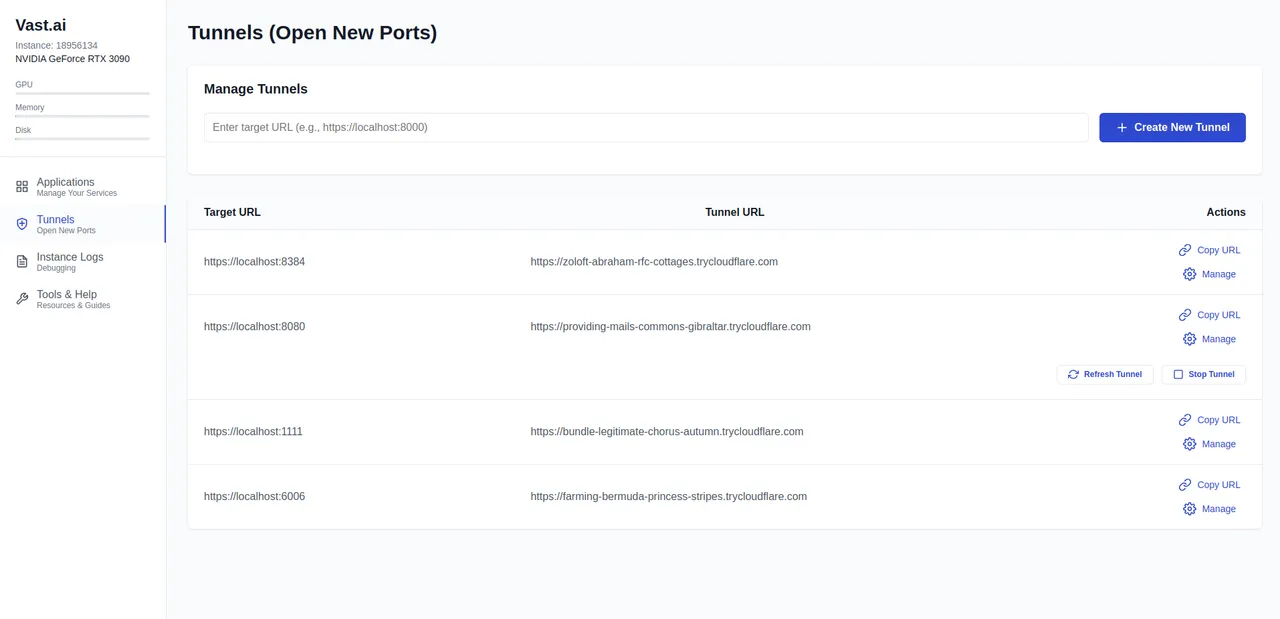 Vast.ai
Instance: 18956134
NVIDIA GeForce RTX 3090
GPU
Memory
Disk
Applications
Manage Your Services
Tunnels
Open New Ports
Instance Logs
Debugging
Tools & Help
Resources & Guides
Tunnels (Open New Ports)
Manage Tunnels
Enter target URL (e.g., https://localhost:8000)
Create New Tunnel
Target URL Tunnel URL Actions
https://localhost:8384 https://zoloft-abraham-rfc-cottages.trycloudflare.com Copy URL
Manage
https://localhost:8080 https://providing-mails-commons-gibraltar.trycloudflare.com Copy URL
Manage
Refresh Tunnel Stop Tunnel
https://localhost:1111 https://bundle-legitimate-chorus-autumn.trycloudflare.com Copy URL
Manage
https://localhost:6006 https://farming-bermuda-princess-stripes.trycloudflare.com Copy URL
Manage